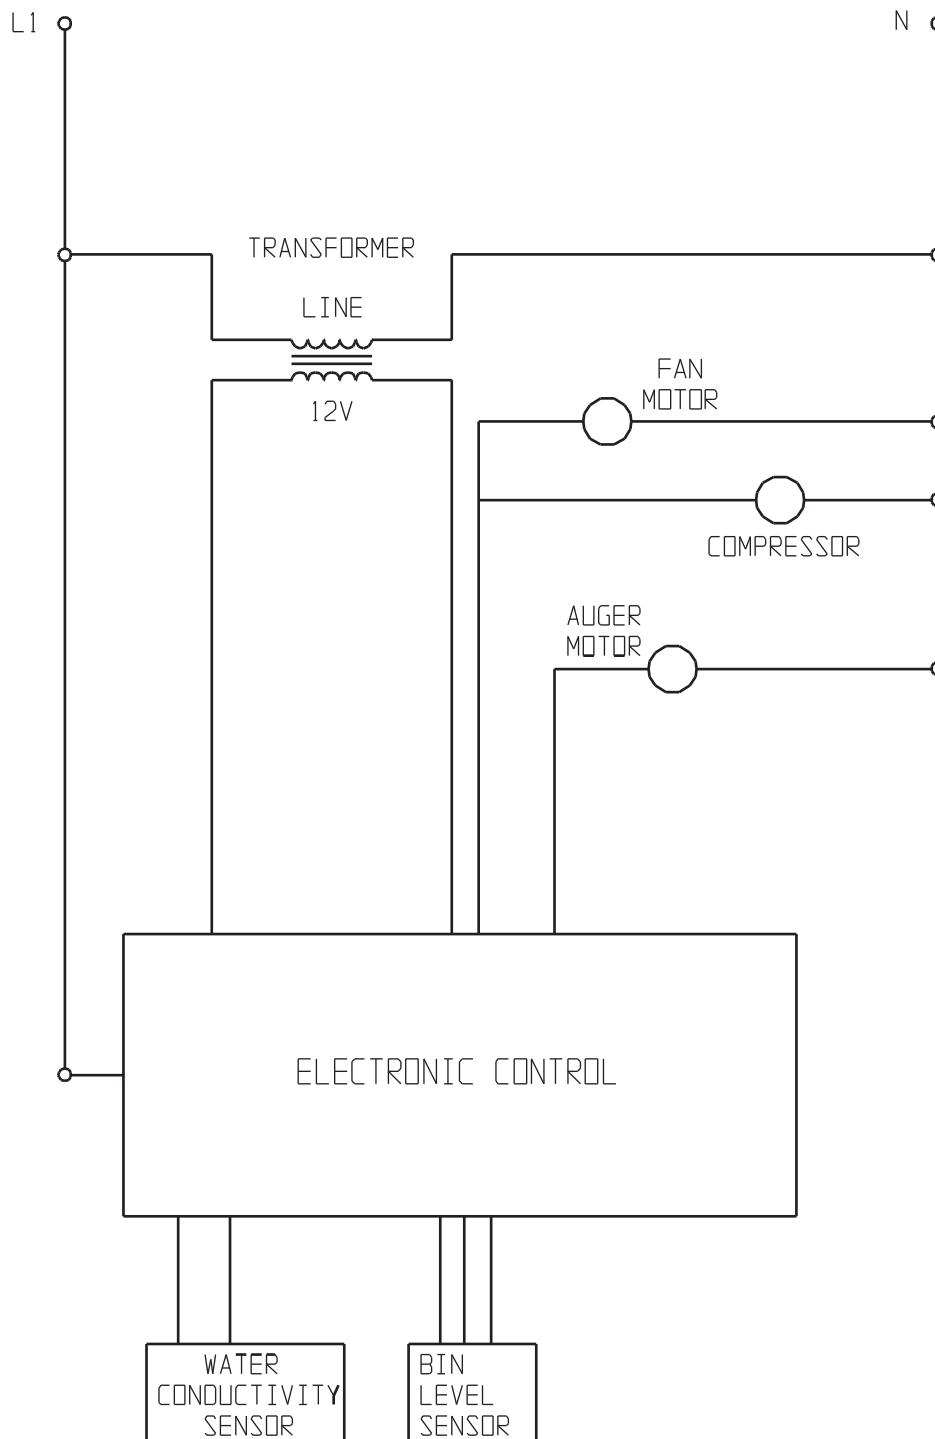 L1
N
TRANSFORMER
LINE
12V
FAN
MOTOR
COMPRESSOR
AUGER
MOTOR
ELECTRONIC CONTROL
WATER
CONDUCTIVITY
SENSOR
BIN
LEVEL
SENSOR